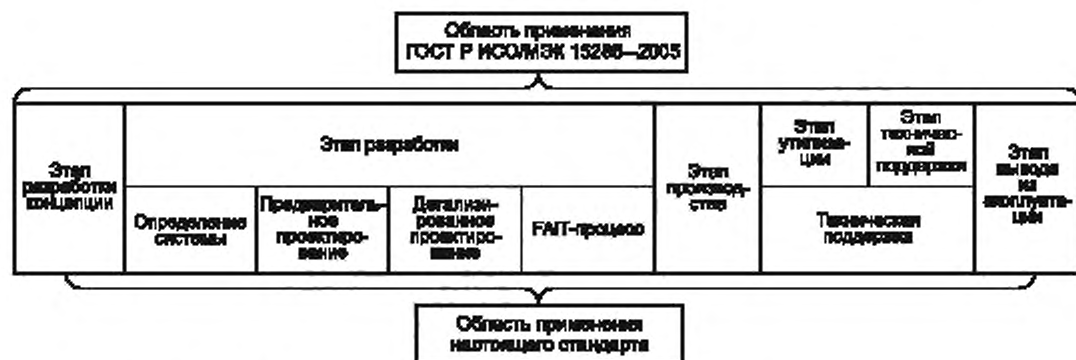 Область применения
ГОСТ Р ИСО/МЭК 15288—2005
Этап
разработки
концепции
Этап разработки
Определение
системы
Предваритель-
ное
проектиро-
вание
Детализи-
рованное
проектиро-
вание
FAIT-процесс
Этап
производ-
ства
Этап
утилиза-
ции
Этап
техничес-
кой
поддержки
Техническая
поддержка
Этап
вывода
из
эксплуата-
ции
Область применения
настоящего стандарта